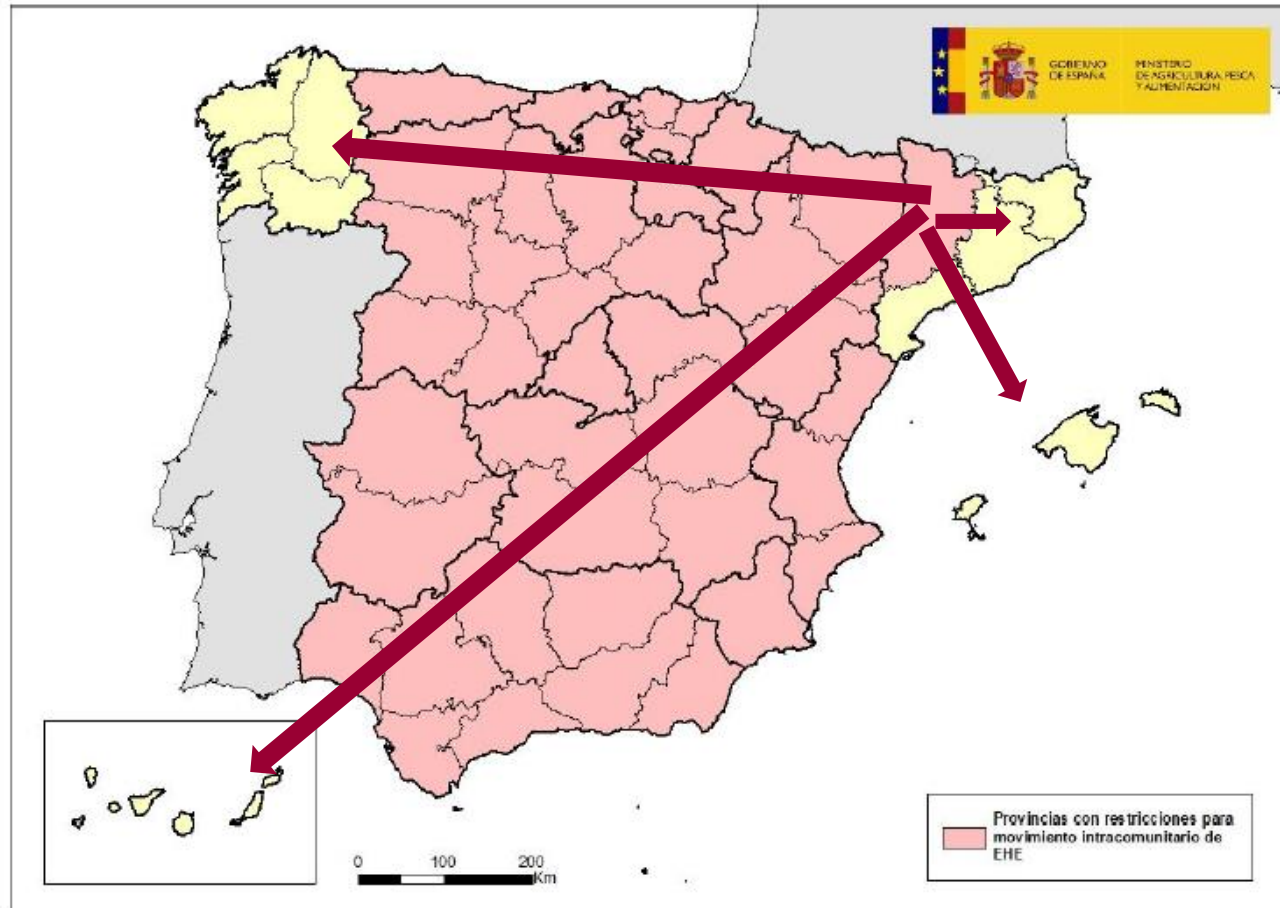 GOBIERNO
DE ESPAÑA
MINISTERIO
DE AGRICULTURA, PESCA
Y ALIMENTACIÓN
0 100 200
Km
Provincias con restricciones para
movimiento intracomunitario de
EHE